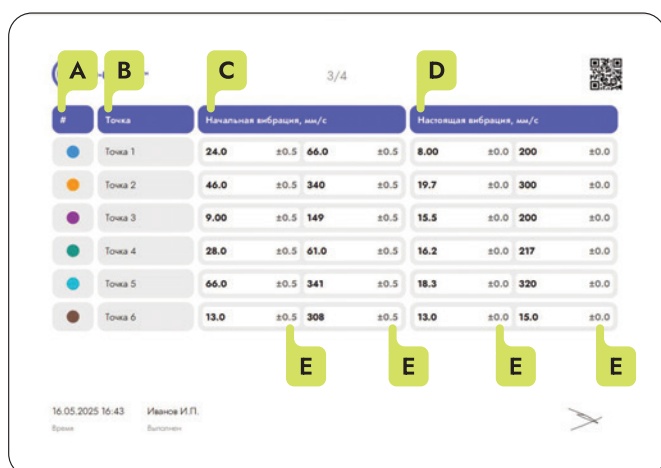 A B C 3/4 D
# Точка Начальная вибрация, мм/с Настоящая вибрация, мм/с
Точка 1 24.0 ±0.5 66.0 ±0.5 8.00 ±0.0 200 ±0.0
Точка 2 46.0 ±0.5 340 ±0.5 19.7 ±0.0 300 ±0.0
Точка 3 9.00 ±0.5 149 ±0.5 15.5 ±0.0 200 ±0.0
Точка 4 28.0 ±0.5 61.0 ±0.5 16.2 ±0.0 217 ±0.0
Точка 5 66.0 ±0.5 341 ±0.5 18.3 ±0.0 320 ±0.0
Точка 6 13.0 ±0.5 308 ±0.5 13.0 ±0.0 15.0 ±0.0
E E E E
16.05.2025 16:43 Иванов И.П.
Время Выполнен